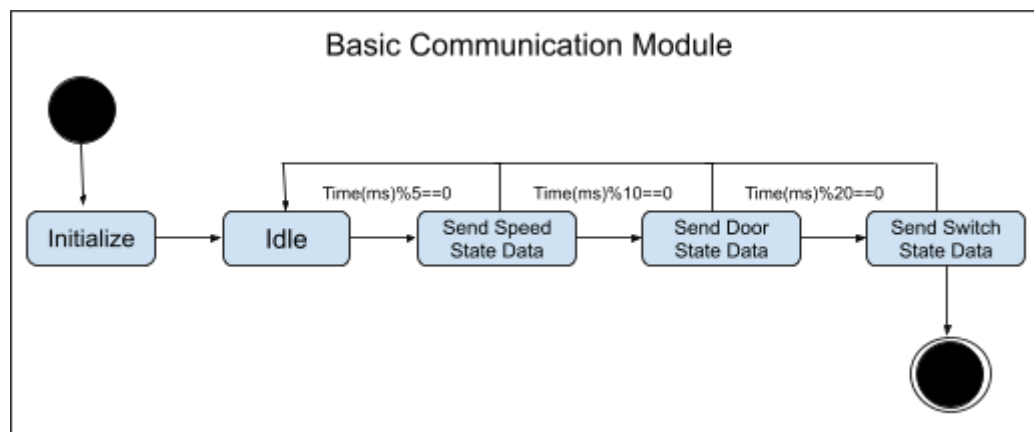 Basic Communication Module
Time(ms)%5==0
Time(ms)%10==0
Time(ms)%20==0
Initialize
Idle
Send Speed
State Data
Send Door
State Data
Send Switch
State Data